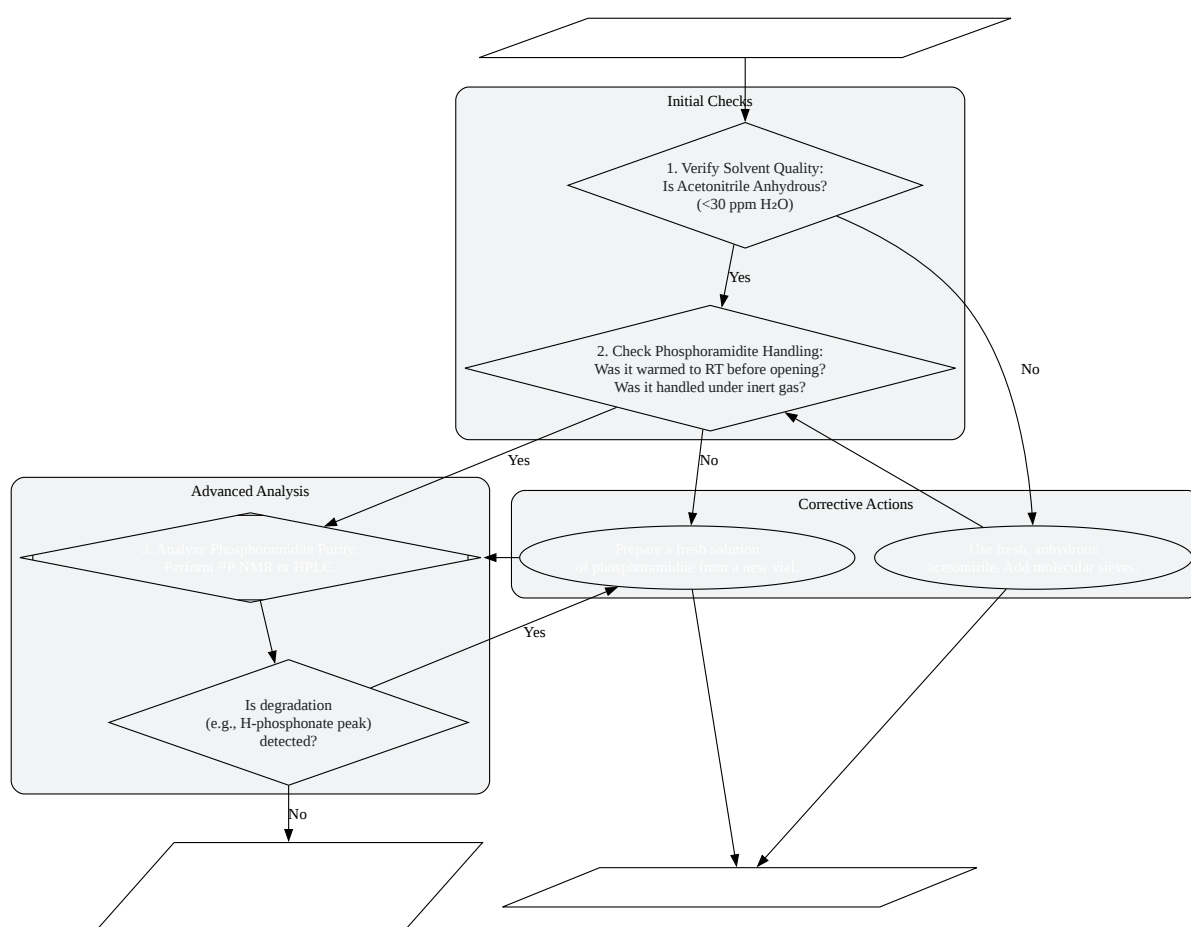 Initial Checks
1. Verify Solvent Quality:
Is Acetonitrile Anhydrous?
(<30 ppm H₂O)
Yes
2. Check Phosphoramidite Handling:
Was it warmed to RT before opening?
Was it handled under inert gas?
No
Yes
No
Advanced Analysis
Corrective Actions
3. Analyze Phosphoramidite Purity:
Perform ³¹P NMR or HPLC.
Prepare a fresh solution
of phosphoramidite from a new vial.
Use fresh, anhydrous
acetonitrile. Add molecular sieves.
Yes
Is degradation
(e.g., H-phosphonate peak)
detected?
No